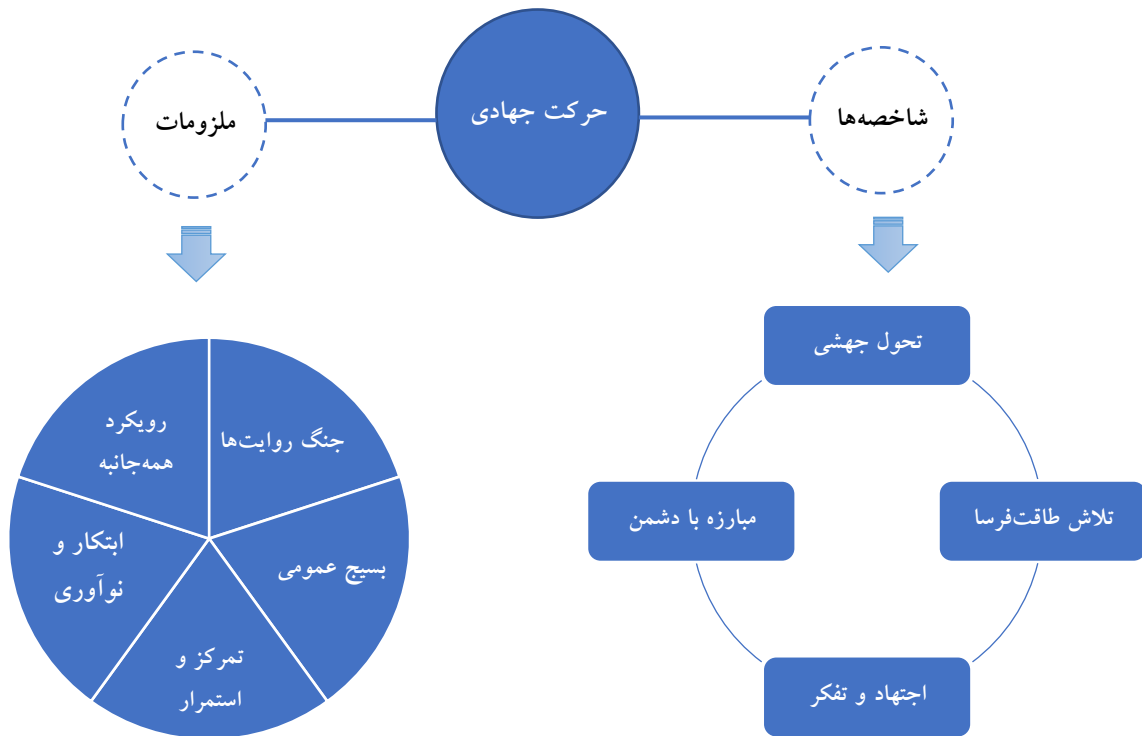 حرکت جهادی
شاخصه‌ها
ملزومات
تحول جهشی
تلاش طاقت‌فرسا
اجتهاد و تفکر
مبارزه با دشمن
جنگ روایت‌ها
بسیج عمومی
تمرکز و
استمرار
ابتکار و
نوآوری
رویکرد
همه‌جانبه